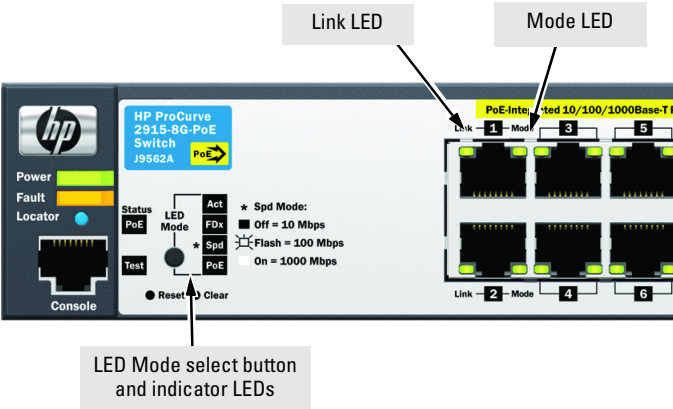 Link LED
Mode LED
hp
HP ProCurve
2915-8G-PoE
Switch
J9562A
PoE
PoE-Integrated 10/100/1000Base-T
Link 1 Mode 3 5
Power
Fault
Locator
Status
PoE
Test
LED
Mode
Act
FDx
* Spd
PoE
* Spd Mode:
Off = 10 Mbps
Flash = 100 Mbps
On = 1000 Mbps
Reset Clear
Console
Link 2 Mode 4 6
LED Mode select button
and indicator LEDs